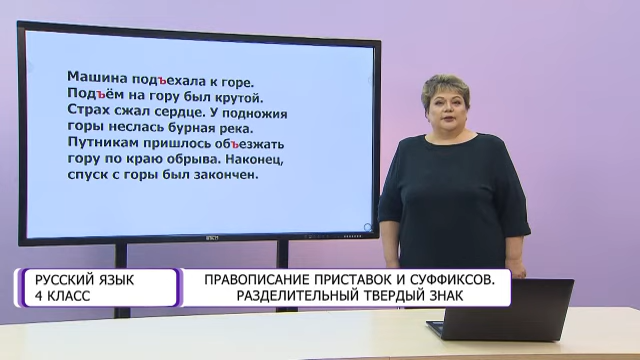 Машина подъехала к горе.
Подъём на гору был крутой.
Страх сжал сердце. У подножия
горы неслась бурная река.
Путникам пришлось объезжать
гору по краю обрыва. Наконец,
спуск с горы был закончен.
РУССКИЙ ЯЗЫК
4 КЛАСС
ПРАВОПИСАНИЕ ПРИСТАВОК И СУФФИКСОВ.
РАЗДЕЛИТЕЛЬНЫЙ ТВЕРДЫЙ ЗНАК